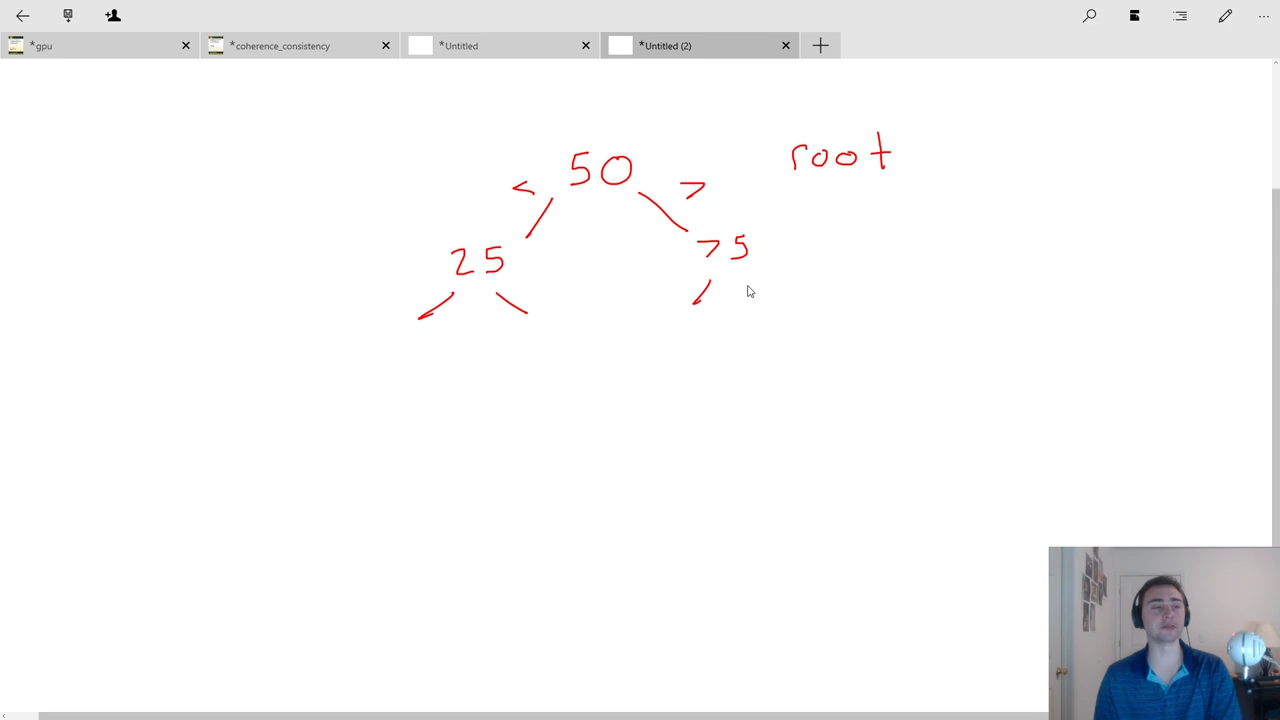 *gpu
*coherence_consistency
*Untitled
*Untitled (2)
root
50
< >
25
75